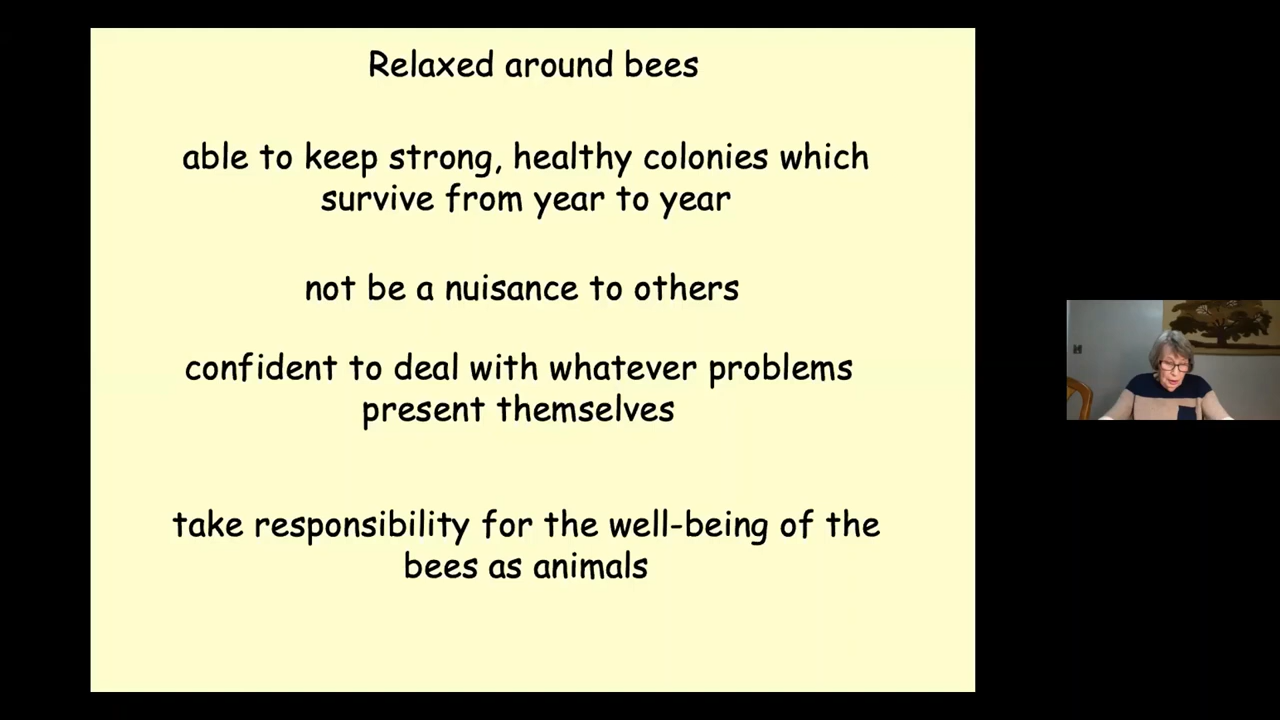 Relaxed around bees
able to keep strong, healthy colonies which
survive from year to year
not be a nuisance to others
confident to deal with whatever problems
present themselves
take responsibility for the well-being of the
bees as animals